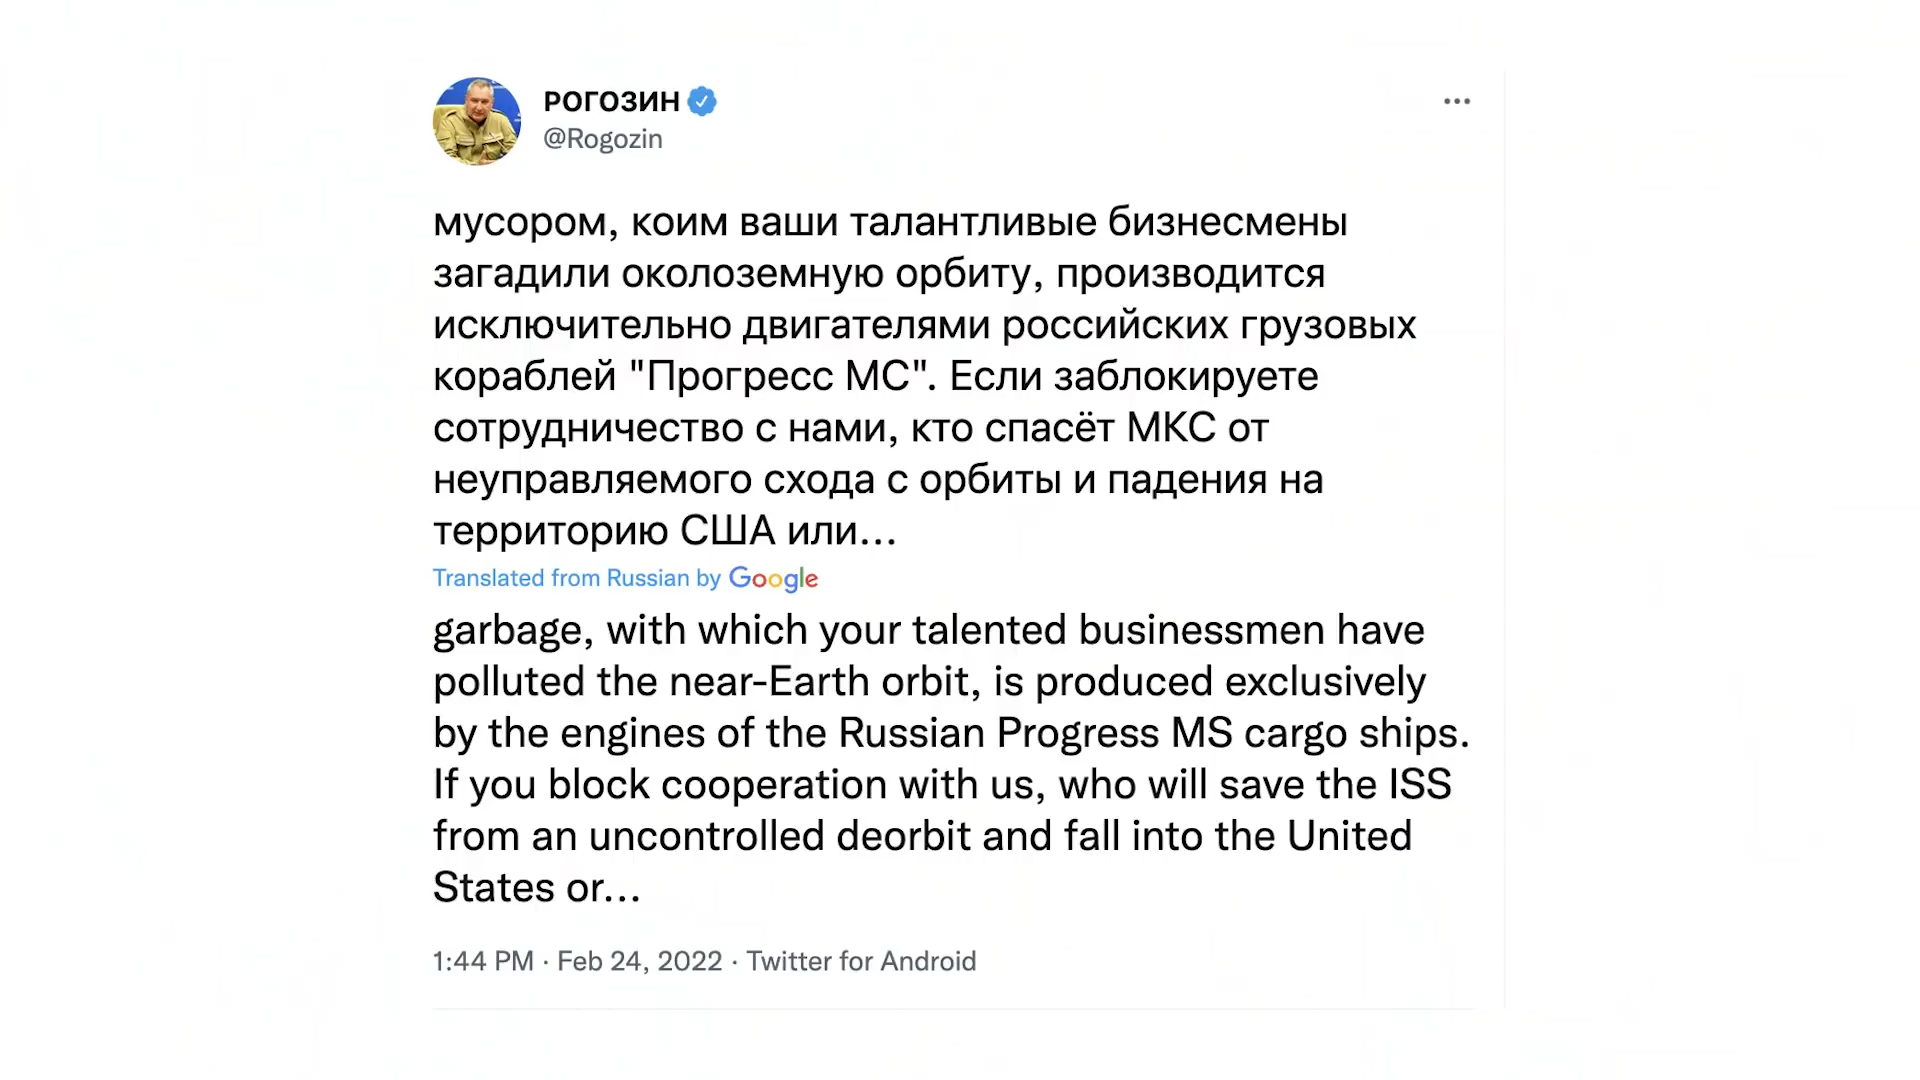 РОГОЗИН
@Rogozin
мусором, коим ваши талантливые бизнесмены
загадили околоземную орбиту, производится
исключительно двигателями российских грузовых
кораблей "Прогресс МС". Если заблокируете
сотрудничество с нами, кто спасёт МКС от
неуправляемого схода с орбиты и падения на
территорию США или...
Translated from Russian by Google
garbage, with which your talented businessmen have
polluted the near-Earth orbit, is produced exclusively
by the engines of the Russian Progress MS cargo ships.
If you block cooperation with us, who will save the ISS
from an uncontrolled deorbit and fall into the United
States or...
1:44 PM · Feb 24, 2022 · Twitter for Android